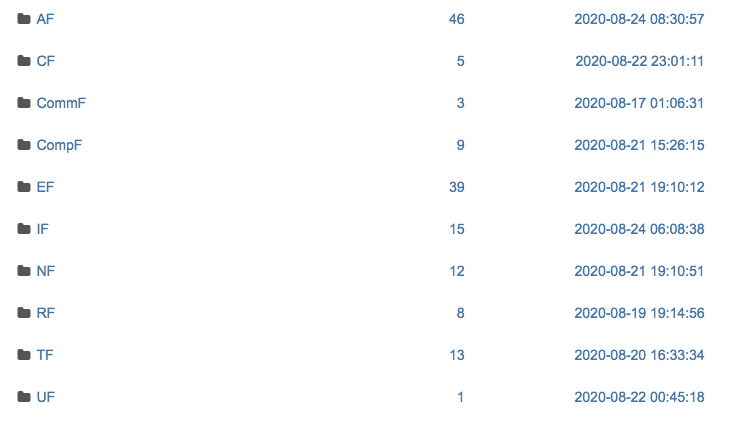 AF 46 2020-08-24 08:30:57
CF 5 2020-08-22 23:01:11
CommF 3 2020-08-17 01:06:31
CompF 9 2020-08-21 15:26:15
EF 39 2020-08-21 19:10:12
IF 15 2020-08-24 06:08:38
NF 12 2020-08-21 19:10:51
RF 8 2020-08-19 19:14:56
TF 13 2020-08-20 16:33:34
UF 1 2020-08-22 00:45:18